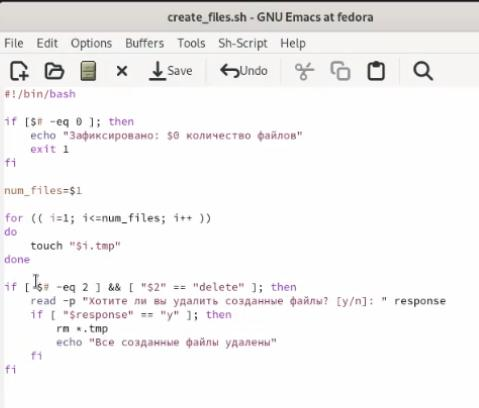 create_files.sh - GNU Emacs at fedora
File Edit Options Buffers Tools Sh-Script Help
Save Undo
#!/bin/bash
if [$# -eq 0 ]; then
echo "Зафиксировано: $0 количество файлов"
exit 1
fi
num_files=$1
for (( i=1; i<=num_files; i++ ))
do
touch "$i.tmp"
done
if [ $# -eq 2 ] && [ "$2" == "delete" ]; then
read -p "Хотите ли вы удалить созданные файлы? [y/n]: " response
if [ "$response" == "y" ]; then
rm *.tmp
echo "Все созданные файлы удалены"
fi
fi